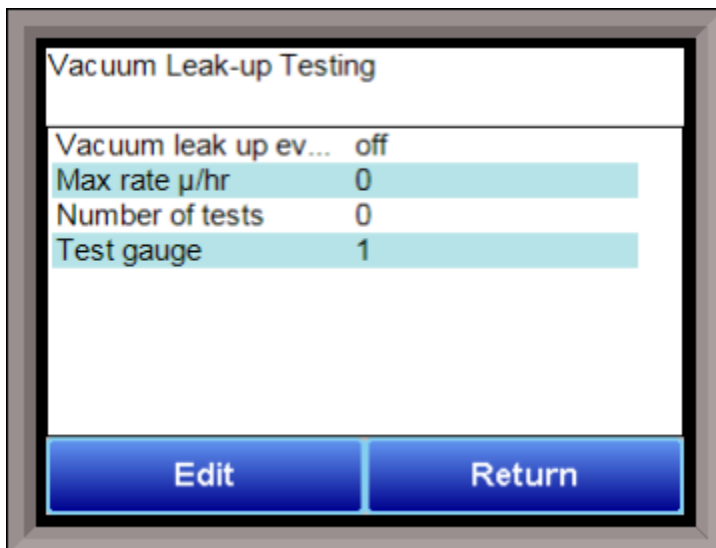 Vacuum Leak-up Testing
Vacuum leak up ev... off
Max rate µ/hr 0
Number of tests 0
Test gauge 1
Edit Return